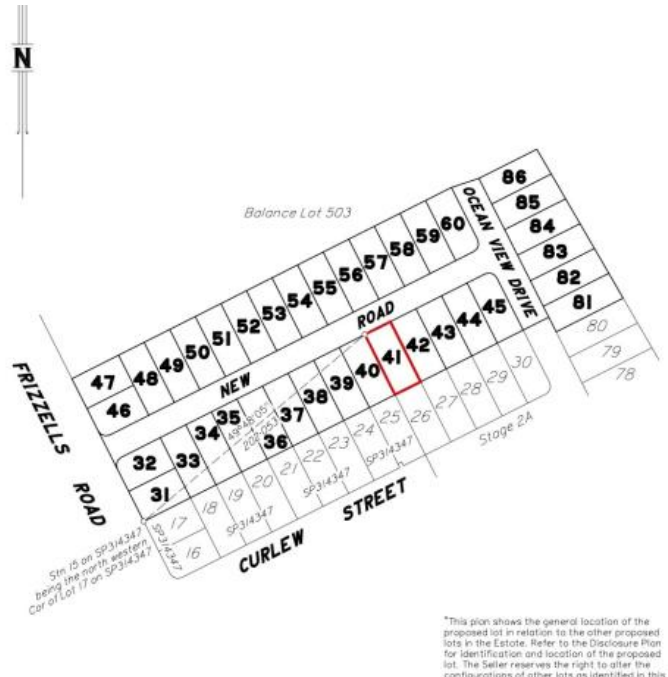 N
Balance Lot 503
86
85
84
83
82
81
80
79
78
OCEAN VIEW DRIVE
60
59
58
57
56
55
54
53
52
51
50
49
48
47
46
NEW ROAD
45
44
43
42
41
40
39
38
37
36
35
34
33
32
31
49°48'05"
202·053
30
29
28
27
26
25
24
23
22
21
20
19
18
17
16
SP314347
SP314347
SP314347
SP314347
Stage 2A
FRIZZELLS ROAD
CURLEW STREET
Stn 15 on SP314347
being the north western
Cor of Lot 17 on SP314347
"This plan shows the general location of the
proposed lot in relation to the other proposed
lots in the Estate. Refer to the Disclosure Plan
for identification and location of the proposed
lot. The Seller reserves the right to alter the
configurations of other lots as identified in this